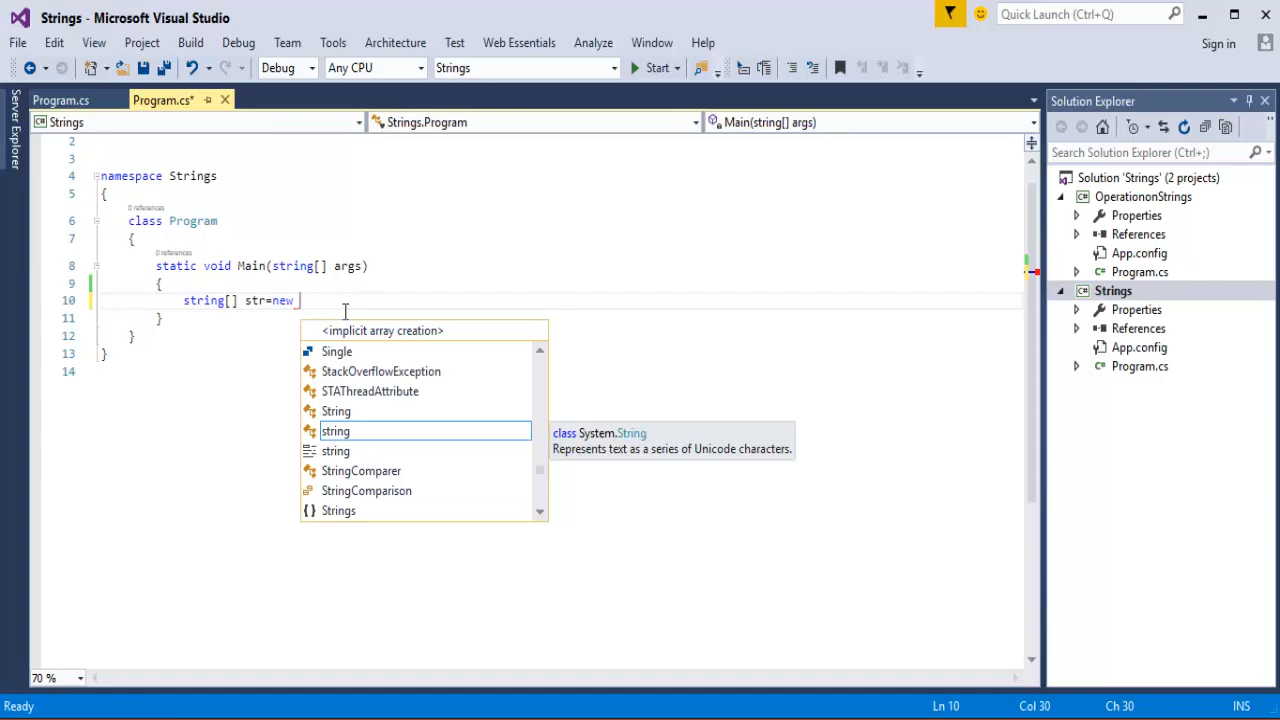 Strings - Microsoft Visual Studio
Quick Launch (Ctrl+Q)
File Edit View Project Build Debug Team Tools Architecture Test Web Essentials Analyze Window Help
Sign in
Debug Any CPU Strings Start
Server Explorer
Program.cs Program.cs*
Strings Strings.Program Main(string[] args)
2
3
4 namespace Strings
5 {
0 references
6 class Program
7 {
0 references
8 static void Main(string[] args)
9 {
10 string[] str=new
11 }
12 }
13 }
14
<implicit array creation>
Single
StackOverflowException
STAThreadAttribute
String
string
string
StringComparer
StringComparison
{ } Strings
class System.String
Represents text as a series of Unicode characters.
70 %
Solution Explorer
Search Solution Explorer (Ctrl+;)
Solution 'Strings' (2 projects)
C# OperationonStrings
Properties
References
App.config
C# Program.cs
C# Strings
Properties
References
App.config
C# Program.cs
Ready Ln 10 Col 30 Ch 30 INS